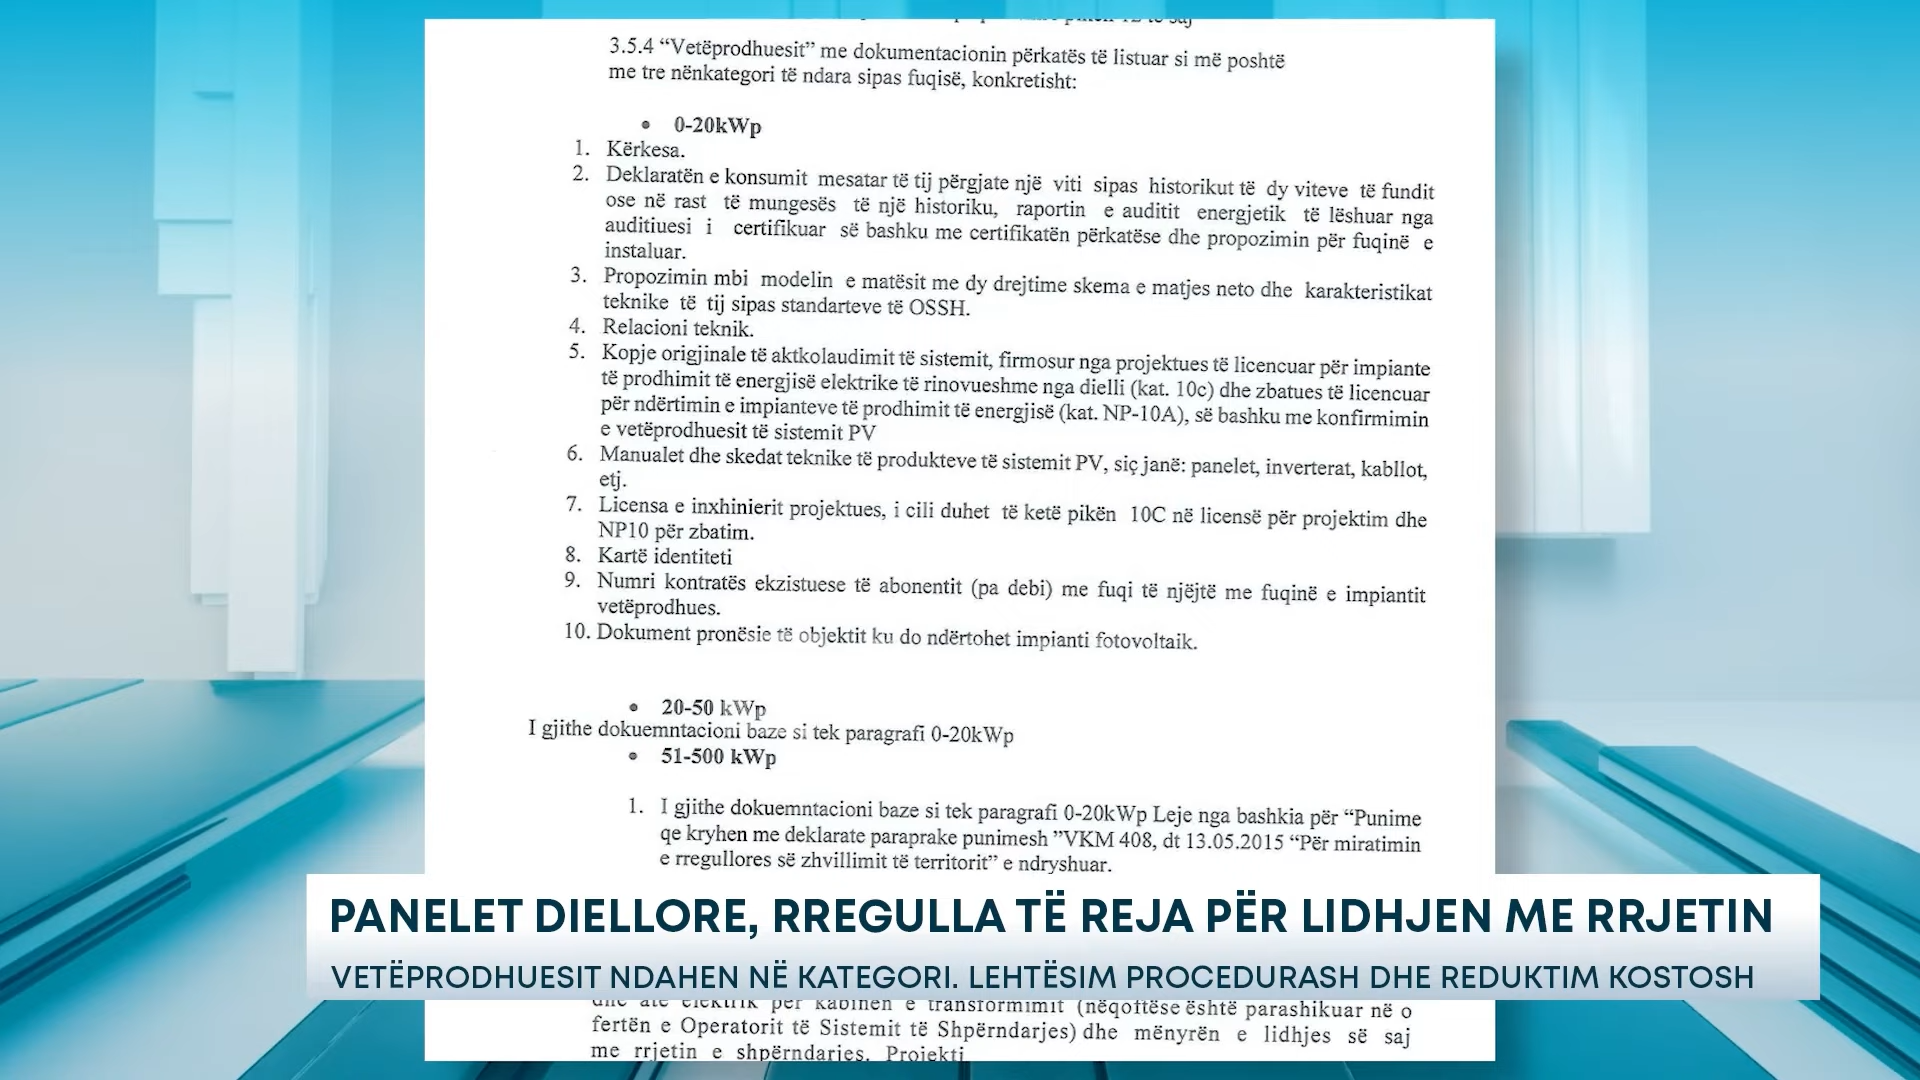 3.5.4 “Vetëprodhuesit” me dokumentacionin përkatës të listuar si më poshtë
me tre nënkategori të ndara sipas fuqisë, konkretisht:
• 0-20kWp
1. Kërkesa.
2. Deklaratën e konsumit mesatar të tij përgjate një viti sipas historikut të dy viteve të fundit
ose në rast të mungesës të një historiku, raportin e auditit energjetik të lëshuar nga
auditiuesi i certifikuar së bashku me certifikatën përkatëse dhe propozimin për fuqinë e
instaluar.
3. Propozimin mbi modelin e matësit me dy drejtime skema e matjes neto dhe karakteristikat
teknike të tij sipas standarteve të OSSH.
4. Relacioni teknik.
5. Kopje origjinale të aktkolaudimit të sistemit, firmosur nga projektues të licencuar për impiante
të prodhimit të energjisë elektrike të rinovueshme nga dielli (kat. 10c) dhe zbatues të licencuar
për ndërtimin e impianteve të prodhimit të energjisë (kat. NP-10A), së bashku me konfirmimin
e vetëprodhuesit të sistemit PV
6. Manualet dhe skedat teknike të produkteve të sistemit PV, siç janë: panelet, inverterat, kabllot,
etj.
7. Licensa e inxhinierit projektues, i cili duhet të ketë pikën 10C në licensë për projektim dhe
NP10 për zbatim.
8. Kartë identiteti
9. Numri kontratës ekzistuese të abonentit (pa debi) me fuqi të njëjtë me fuqinë e impiantit
vetëprodhues.
10. Dokument pronësie të objektit ku do ndërtohet impianti fotovoltaik.
• 20-50 kWp
I gjithe dokuemntacioni baze si tek paragrafi 0-20kWp
• 51-500 kWp
1. I gjithe dokuemntacioni baze si tek paragrafi 0-20kWp Leje nga bashkia për “Punime
qe kryhen me deklarate paraprake punimesh ”VKM 408, dt 13.05.2015 “Për miratimin
e rregullores së zhvillimit të territorit” e ndryshuar.
PANELET DIELLORE, RREGULLA TË REJA PËR LIDHJEN ME RRJETIN
VETËPRODHUESIT NDAHEN NË KATEGORI. LEHTËSIM PROCEDURASH DHE REDUKTIM KOSTOSH
dhe atë elektrik për kabinën e transformimit (nëqoftëse është parashikuar në o
fertën e Operatorit të Sistemit të Shpërndarjes) dhe mënyrën e lidhjes së saj
me rrjetin e shpërndarjes. Projekti